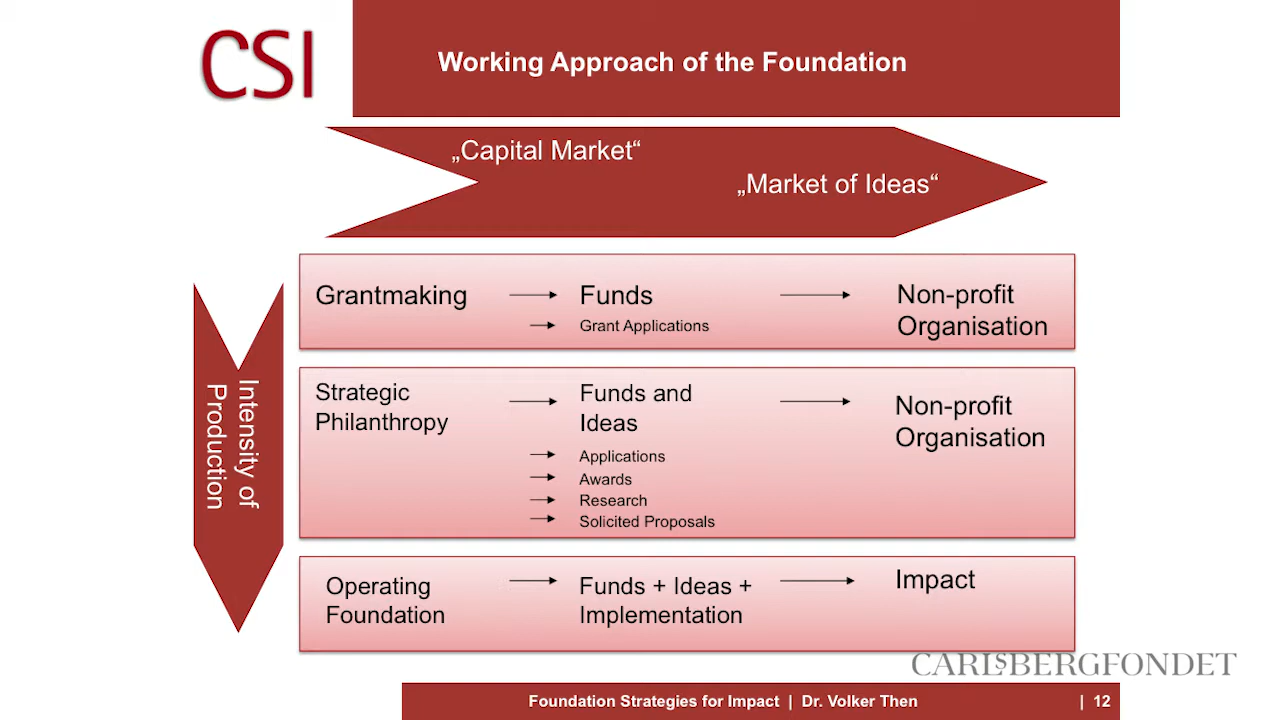 CSI
Working Approach of the Foundation
„Capital Market“
„Market of Ideas“
Intensity of
Production
Grantmaking
Funds
Grant Applications
Non-profit
Organisation
Strategic
Philanthropy
Funds and
Ideas
Applications
Awards
Research
Solicited Proposals
Non-profit
Organisation
Operating
Foundation
Funds + Ideas +
Implementation
Impact
CARLSBERGFONDET
Foundation Strategies for Impact | Dr. Volker Then | 12